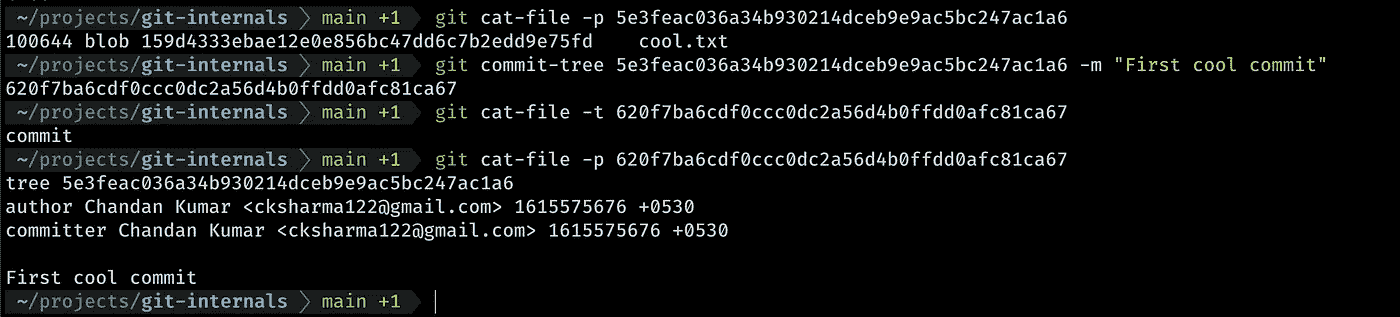 ~/projects/git-internals 〉 main +1 git cat-file -p 5e3feac036a34b930214dceb9e9ac5bc247ac1a6
100644 blob 159d4333ebae12e0e856bc47dd6c7b2edd9e75fd    cool.txt
~/projects/git-internals 〉 main +1 git commit-tree 5e3feac036a34b930214dceb9e9ac5bc247ac1a6 -m "First cool commit"
620f7ba6cdf0ccc0dc2a56d4b0ffdd0afc81ca67
~/projects/git-internals 〉 main +1 git cat-file -t 620f7ba6cdf0ccc0dc2a56d4b0ffdd0afc81ca67
commit
~/projects/git-internals 〉 main +1 git cat-file -p 620f7ba6cdf0ccc0dc2a56d4b0ffdd0afc81ca67
tree 5e3feac036a34b930214dceb9e9ac5bc247ac1a6
author Chandan Kumar <cksharma122@gmail.com> 1615575676 +0530
committer Chandan Kumar <cksharma122@gmail.com> 1615575676 +0530

First cool commit
~/projects/git-internals 〉 main +1